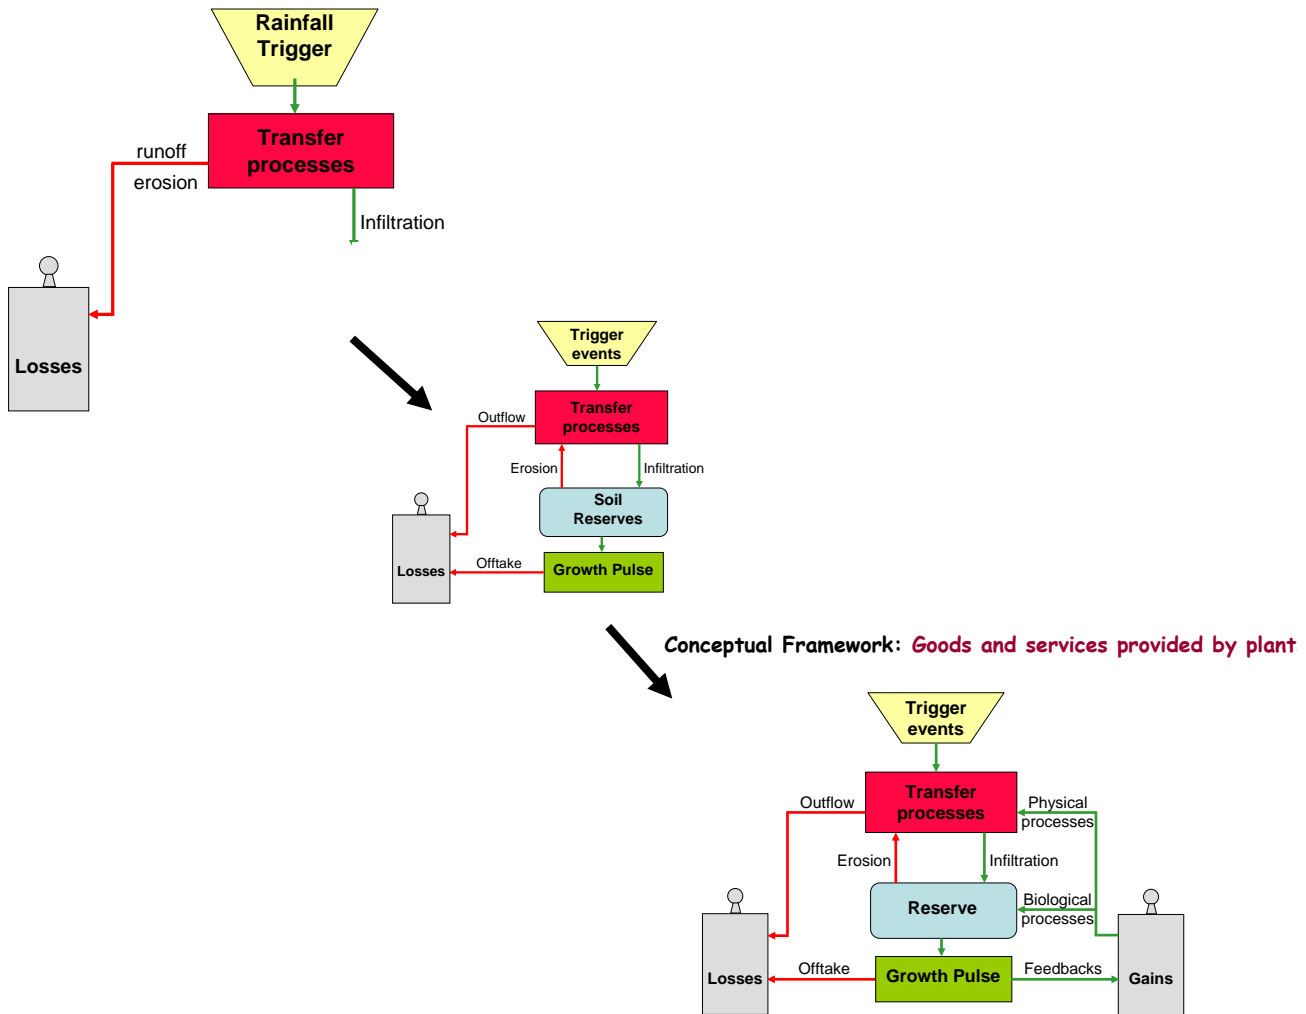 Rainfall
Trigger
Transfer
processes
runoff
erosion
Infiltration
Losses
Trigger
events
Transfer
processes
Outflow
Erosion
Infiltration
Soil
Reserves
Losses
Offtake
Growth Pulse
Conceptual Framework: Goods and services provided by plant
Trigger
events
Transfer
processes
Outflow
Physical
processes
Erosion
Infiltration
Reserve
Biological
processes
Losses
Offtake
Growth Pulse
Feedbacks
Gains